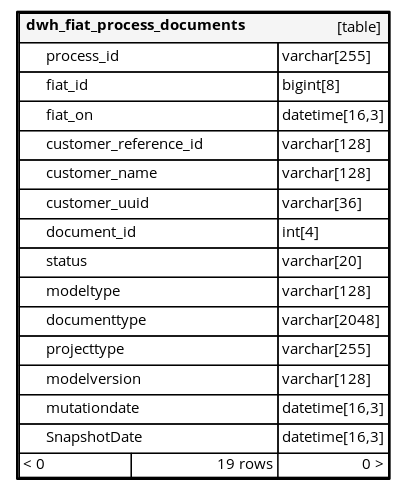 dwh_fiat_process_documents [table]
process_id varchar[255]
fiat_id bigint[8]
fiat_on datetime[16,3]
customer_reference_id varchar[128]
customer_name varchar[128]
customer_uuid varchar[36]
document_id int[4]
status varchar[20]
modeltype varchar[128]
documenttype varchar[2048]
projecttype varchar[255]
modelversion varchar[128]
mutationdate datetime[16,3]
SnapshotDate datetime[16,3]
< 0 19 rows 0 >